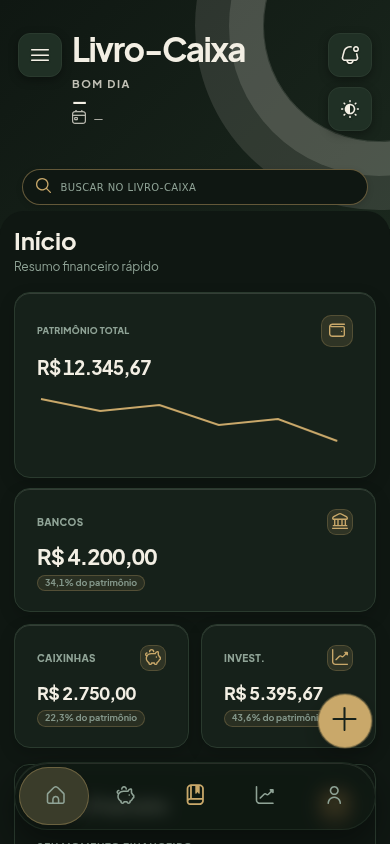 Livro-Caixa
BOM DIA
—
—
BUSCAR NO LIVRO-CAIXA
Início
Resumo financeiro rápido
PATRIMÔNIO TOTAL
R$ 12.345,67
BANCOS
R$ 4.200,00
34,1% do patrimônio
CAIXINHAS
R$ 2.750,00
22,3% do patrimônio
INVEST.
R$ 5.395,67
43,6% do patrimôni